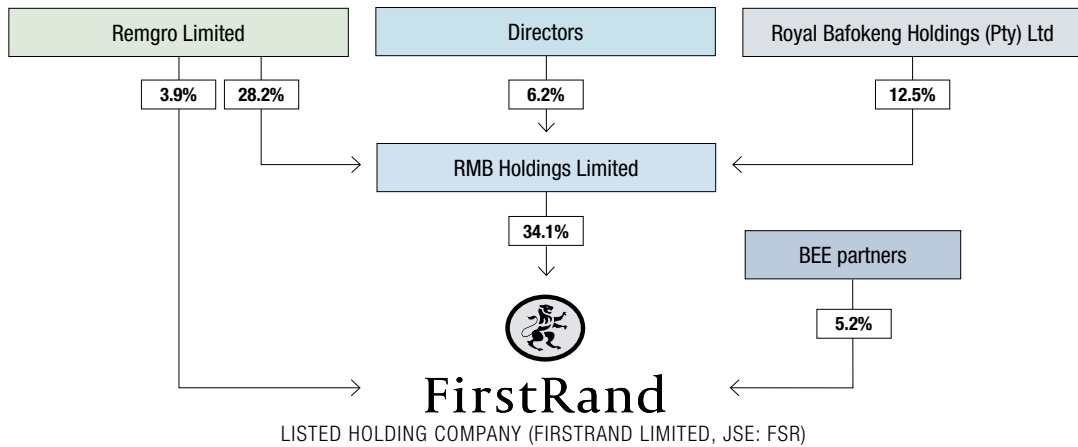 Remgro Limited
Directors
Royal Bafokeng Holdings (Pty) Ltd
3.9%
28.2%
6.2%
12.5%
RMB Holdings Limited
34.1%
BEE partners
5.2%
FirstRand
LISTED HOLDING COMPANY (FIRSTRAND LIMITED, JSE: FSR)